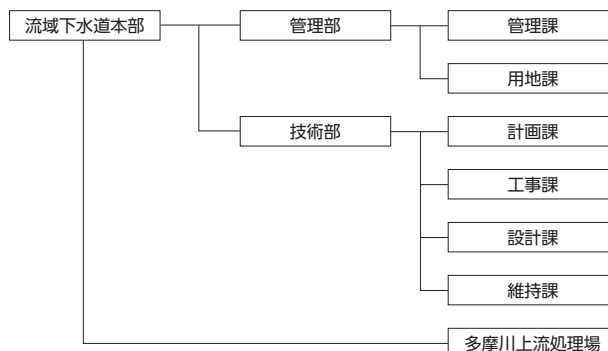 流域下水道本部
管理部
管理課
用地課
技術部
計画課
工事課
設計課
維持課
多摩川上流処理場